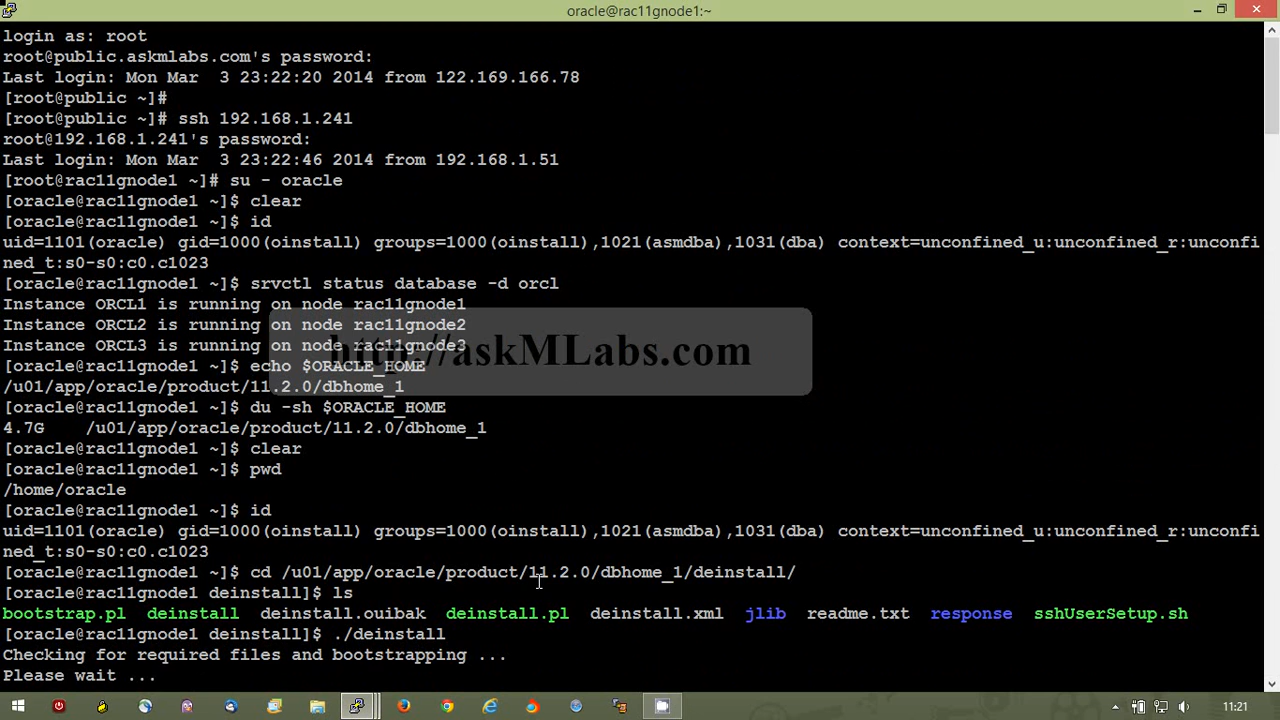 oracle@rac11gnode1:~
login as: root
root@public.askmlabs.com's password:
Last login: Mon Mar  3 23:22:20 2014 from 122.169.166.78
[root@public ~]#
[root@public ~]# ssh 192.168.1.241
root@192.168.1.241's password:
Last login: Mon Mar  3 23:22:46 2014 from 192.168.1.51
[root@rac11gnode1 ~]# su - oracle
[oracle@rac11gnode1 ~]$ clear
[oracle@rac11gnode1 ~]$ id
uid=1101(oracle) gid=1000(oinstall) groups=1000(oinstall),1021(asmdba),1031(dba) context=unconfined_u:unconfined_r:unconfi
ned_t:s0-s0:c0.c1023
[oracle@rac11gnode1 ~]$ srvctl status database -d orcl
Instance ORCL1 is running on node rac11gnode1
Instance ORCL2 is running on node rac11gnode2
Instance ORCL3 is running on node rac11gnode3
http://askMLabs.com
[oracle@rac11gnode1 ~]$ echo $ORACLE_HOME
/u01/app/oracle/product/11.2.0/dbhome_1
[oracle@rac11gnode1 ~]$ du -sh $ORACLE_HOME
4.7G    /u01/app/oracle/product/11.2.0/dbhome_1
[oracle@rac11gnode1 ~]$ clear
[oracle@rac11gnode1 ~]$ pwd
/home/oracle
[oracle@rac11gnode1 ~]$ id
uid=1101(oracle) gid=1000(oinstall) groups=1000(oinstall),1021(asmdba),1031(dba) context=unconfined_u:unconfined_r:unconfi
ned_t:s0-s0:c0.c1023
[oracle@rac11gnode1 ~]$ cd /u01/app/oracle/product/11.2.0/dbhome_1/deinstall/
[oracle@rac11gnode1 deinstall]$ ls
bootstrap.pl  deinstall  deinstall.ouibak  deinstall.pl  deinstall.xml  jlib  readme.txt  response  sshUserSetup.sh
[oracle@rac11gnode1 deinstall]$ ./deinstall
Checking for required files and bootstrapping ...
Please wait ...
11:21